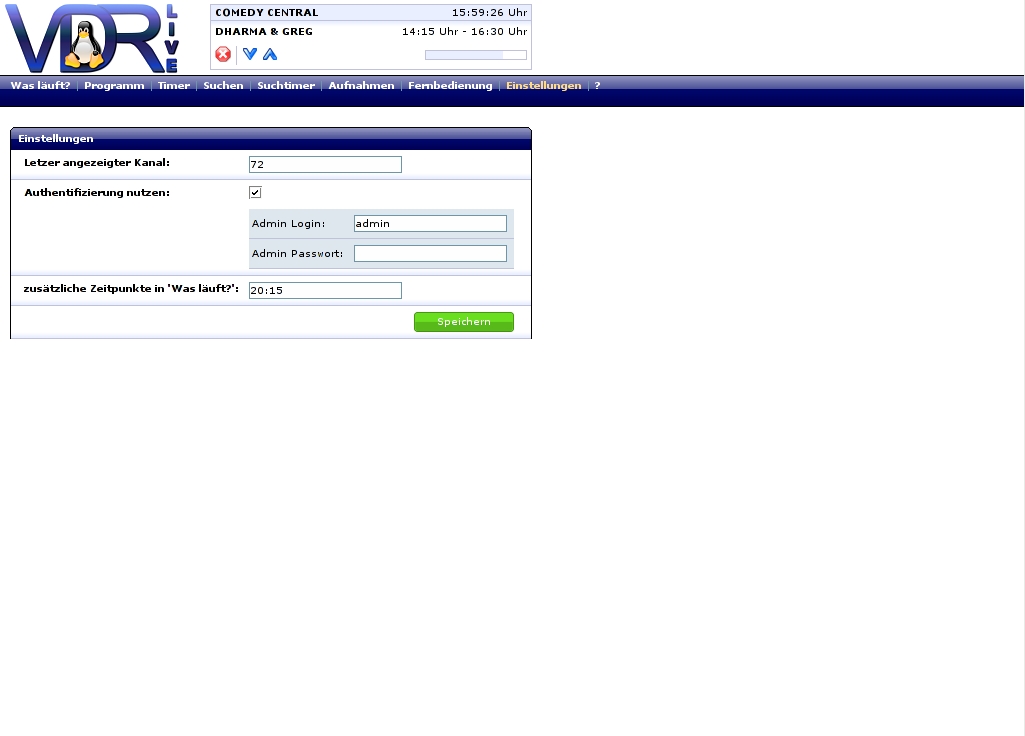 VDR LIVE
COMEDY CENTRAL 15:59:26 Uhr
DHARMA & GREG 14:15 Uhr - 16:30 Uhr
Was läuft? | Programm | Timer | Suchen | Suchtimer | Aufnahmen | Fernbedienung | Einstellungen | ?
Einstellungen
Letzer angezeigter Kanal: 72
Authentifizierung nutzen:
Admin Login: admin
Admin Passwort:
zusätzliche Zeitpunkte in 'Was läuft?': 20:15
Speichern